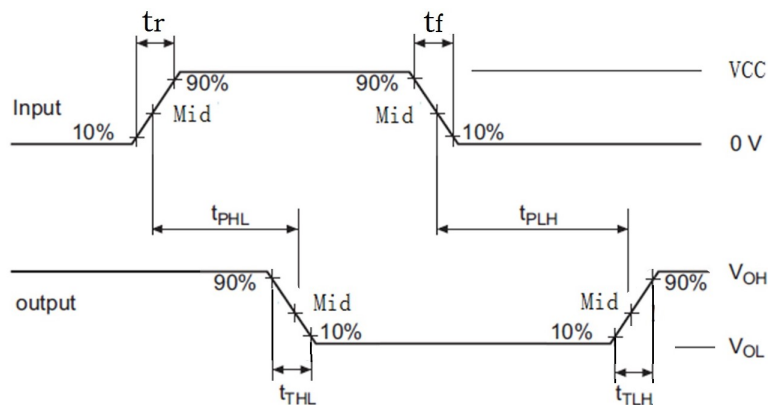 tr tf
90% 90% VCC
Input Mid Mid
10% 10% 0 V
tPHL tPLH
90% 90% VOH
output Mid Mid
10% 10% VOL
tTHL tTLH